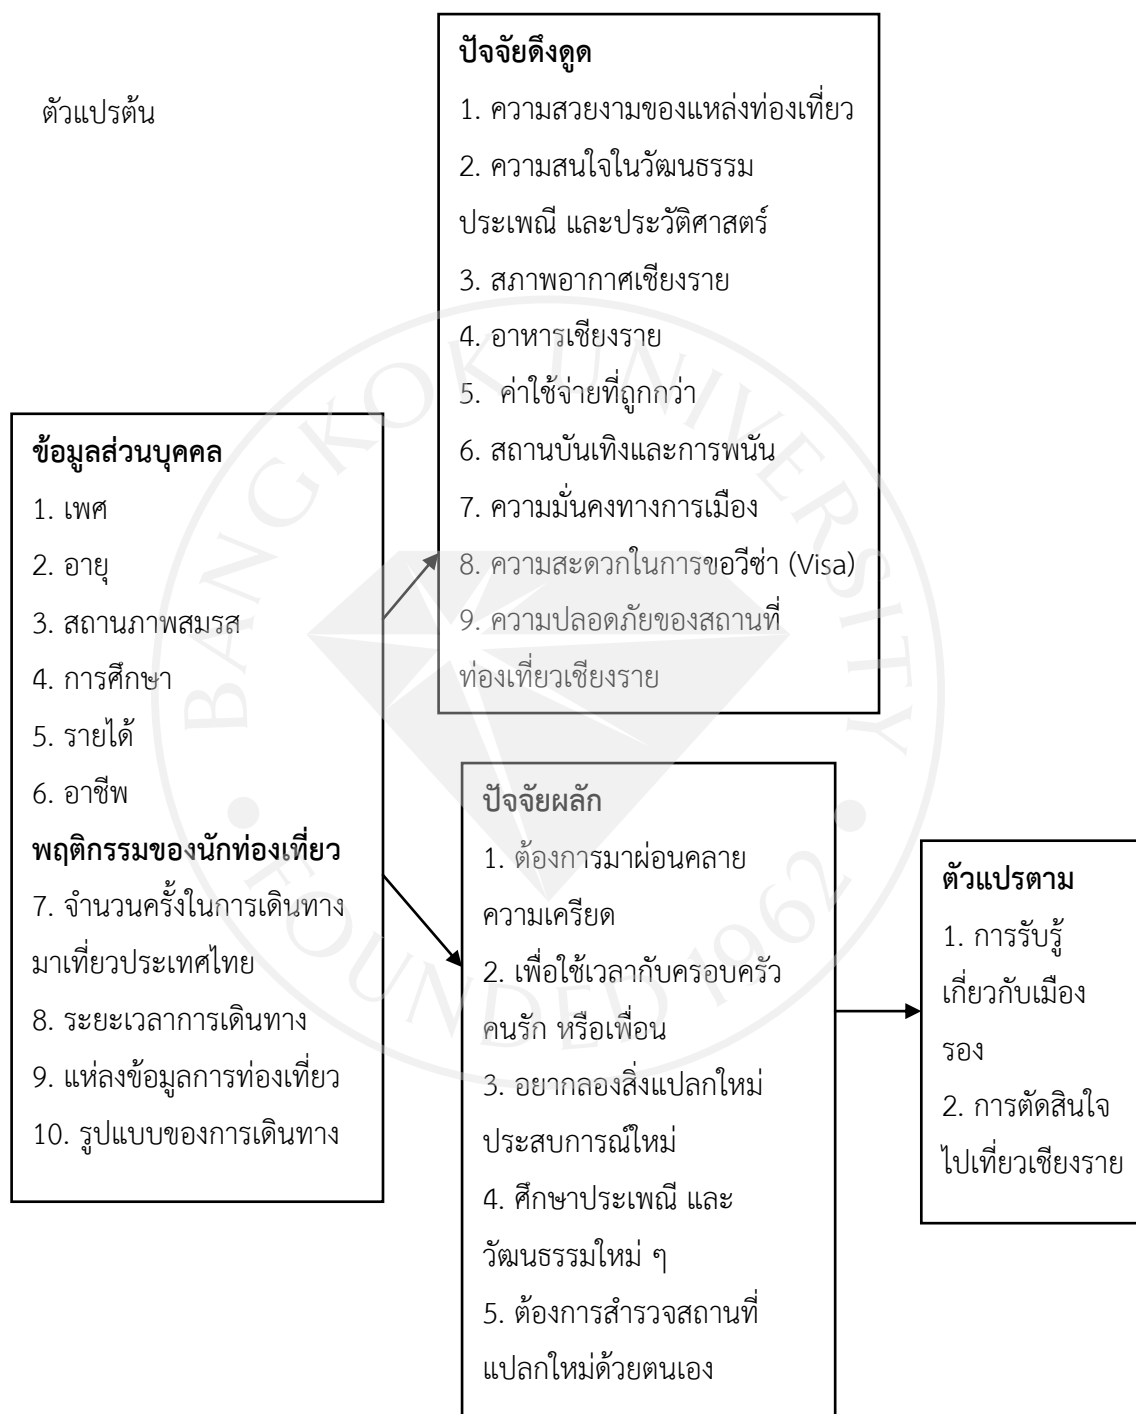 ตัวแปรต้น
ปัจจัยดึงดูด
1. ความสวยงามของแหล่งท่องเที่ยว
2. ความสนใจในวัฒนธรรม
ประเพณี และประวัติศาสตร์
3. สภาพอากาศเชียงราย
4. อาหารเชียงราย
5.  ค่าใช้จ่ายที่ถูกกว่า
6. สถานบันเทิงและการพนัน
7. ความมั่นคงทางการเมือง
8. ความสะดวกในการขอวีซ่า (Visa)
9. ความปลอดภัยของสถานที่
ท่องเที่ยวเชียงราย
ข้อมูลส่วนบุคคล
1. เพศ
2. อายุ
3. สถานภาพสมรส
4. การศึกษา
5. รายได้
6. อาชีพ
พฤติกรรมของนักท่องเที่ยว
7. จำนวนครั้งในการเดินทาง
มาเที่ยวประเทศไทย
8. ระยะเวลาการเดินทาง
9. แห่ลงข้อมูลการท่องเที่ยว
10. รูปแบบของการเดินทาง
ปัจจัยผลัก
1. ต้องการมาผ่อนคลาย
ความเครียด
2. เพื่อใช้เวลากับครอบครัว
คนรัก หรือเพื่อน
3. อยากลองสิ่งแปลกใหม่
ประสบการณ์ใหม่
4. ศึกษาประเพณี และ
วัฒนธรรมใหม่ ๆ
5. ต้องการสำรวจสถานที่
แปลกใหม่ด้วยตนเอง
ตัวแปรตาม
1. การรับรู้
เกี่ยวกับเมือง
รอง
2. การตัดสินใจ
ไปเที่ยวเชียงราย
BANGKOK UNIVERSITY
FOUNDED 1962